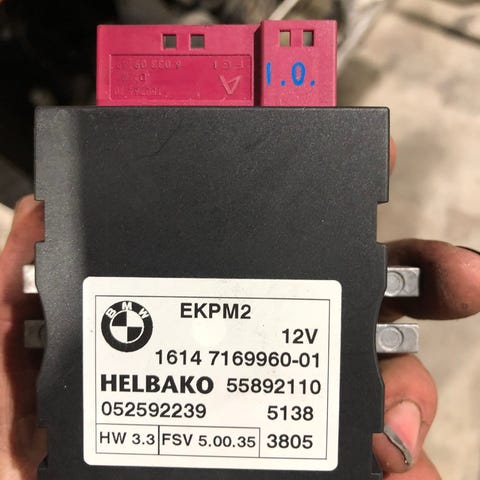 I.O.
A
BMW
EKPM2
12V
1614 7169960-01
HELBAKO 55892110
052592239 5138
HW 3.3 FSV 5.00.35 3805